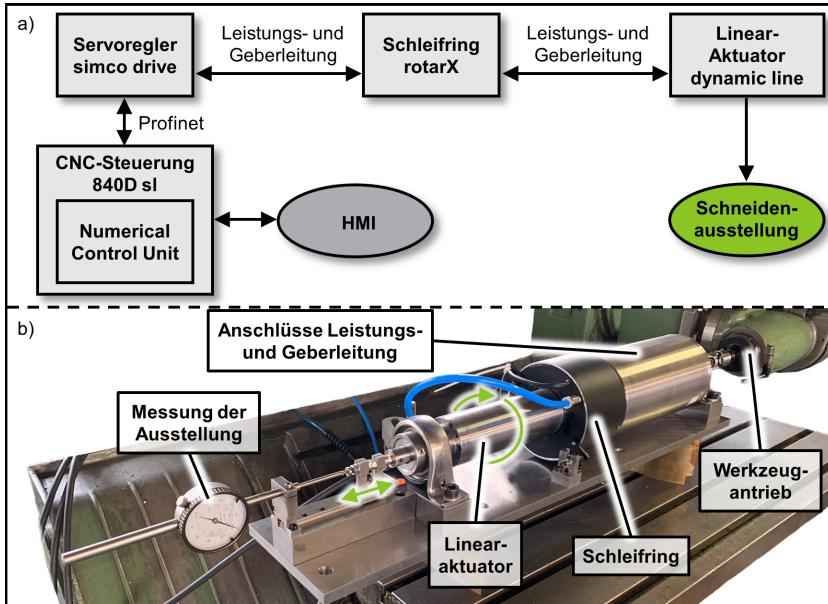 a)
Servoregler
simco drive
Leistungs- und
Geberleitung
Schleifring
rotarX
Leistungs- und
Geberleitung
Linear-
Aktuator
dynamic line
Profinet
CNC-Steuerung
840D sl
Numerical
Control Unit
HMI
Schneiden-
ausstellung
b)
Anschlüsse Leistungs-
und Geberleitung
Messung der
Ausstellung
Werkzeug-
antrieb
Linear-
aktuator
Schleifring